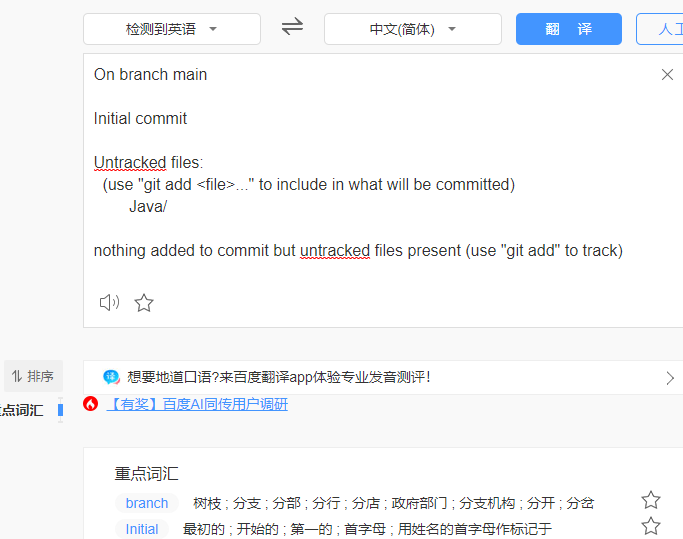 检测到英语
中文(简体)
翻 译
人工
On branch main
Initial commit
Untracked files:
(use "git add <file>..." to include in what will be committed)
Java/
nothing added to commit but untracked files present (use "git add" to track)
排序
想要地道口语?来百度翻译app体验专业发音测评!
重点词汇
【有奖】百度AI同传用户调研
重点词汇
branch 树枝 ; 分支 ; 分部 ; 分行 ; 分店 ; 政府部门 ; 分支机构 ; 分开 ; 分岔
Initial 最初的 ; 开始的 ; 第一的 ; 首字母 ; 用姓名的首字母作标记于